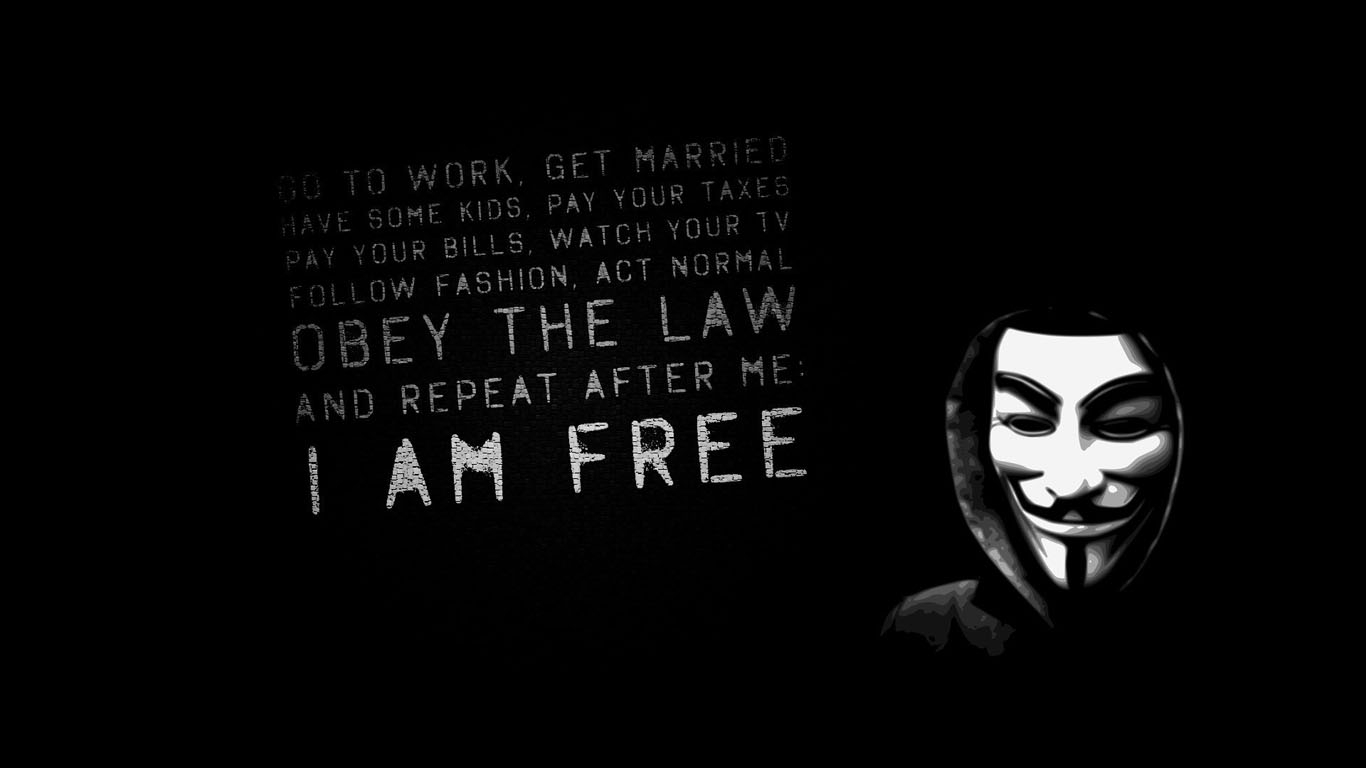 GO TO WORK, GET MARRIED
HAVE SOME KIDS, PAY YOUR TAXES
PAY YOUR BILLS, WATCH YOUR TV
FOLLOW FASHION, ACT NORMAL
OBEY THE LAW
AND REPEAT AFTER ME:
I AM FREE